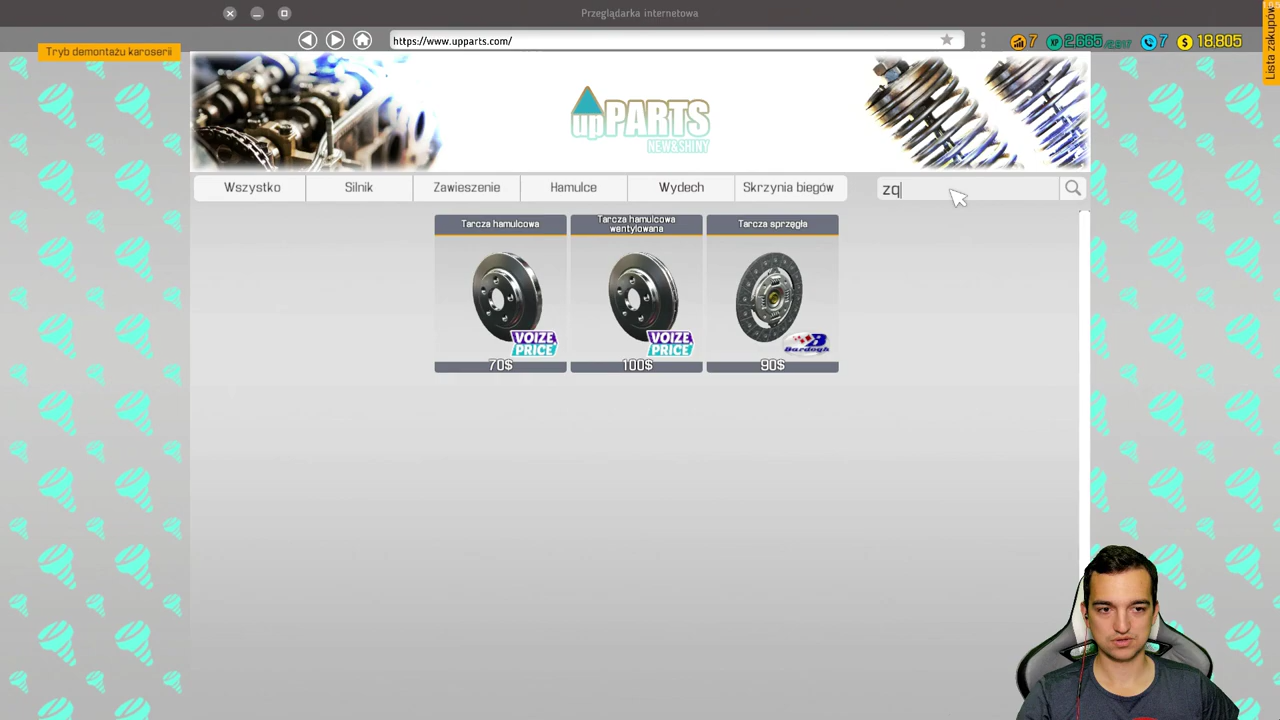 Przeglądarka internetowa
https://www.upparts.com/
7
2,665
7
$ 18,805
Tryb demontażu karoserii
Lista zakupów
upPARTS
NEW&SHINY
Wszystko
Silnik
Zawieszenie
Hamulce
Wydech
Skrzynia biegów
zq
Tarcza hamulcowa
Tarcza hamulcowa
wentylowana
Tarcza sprzęgła
VOIZE
PRICE
VOIZE
PRICE
70$
100$
90$